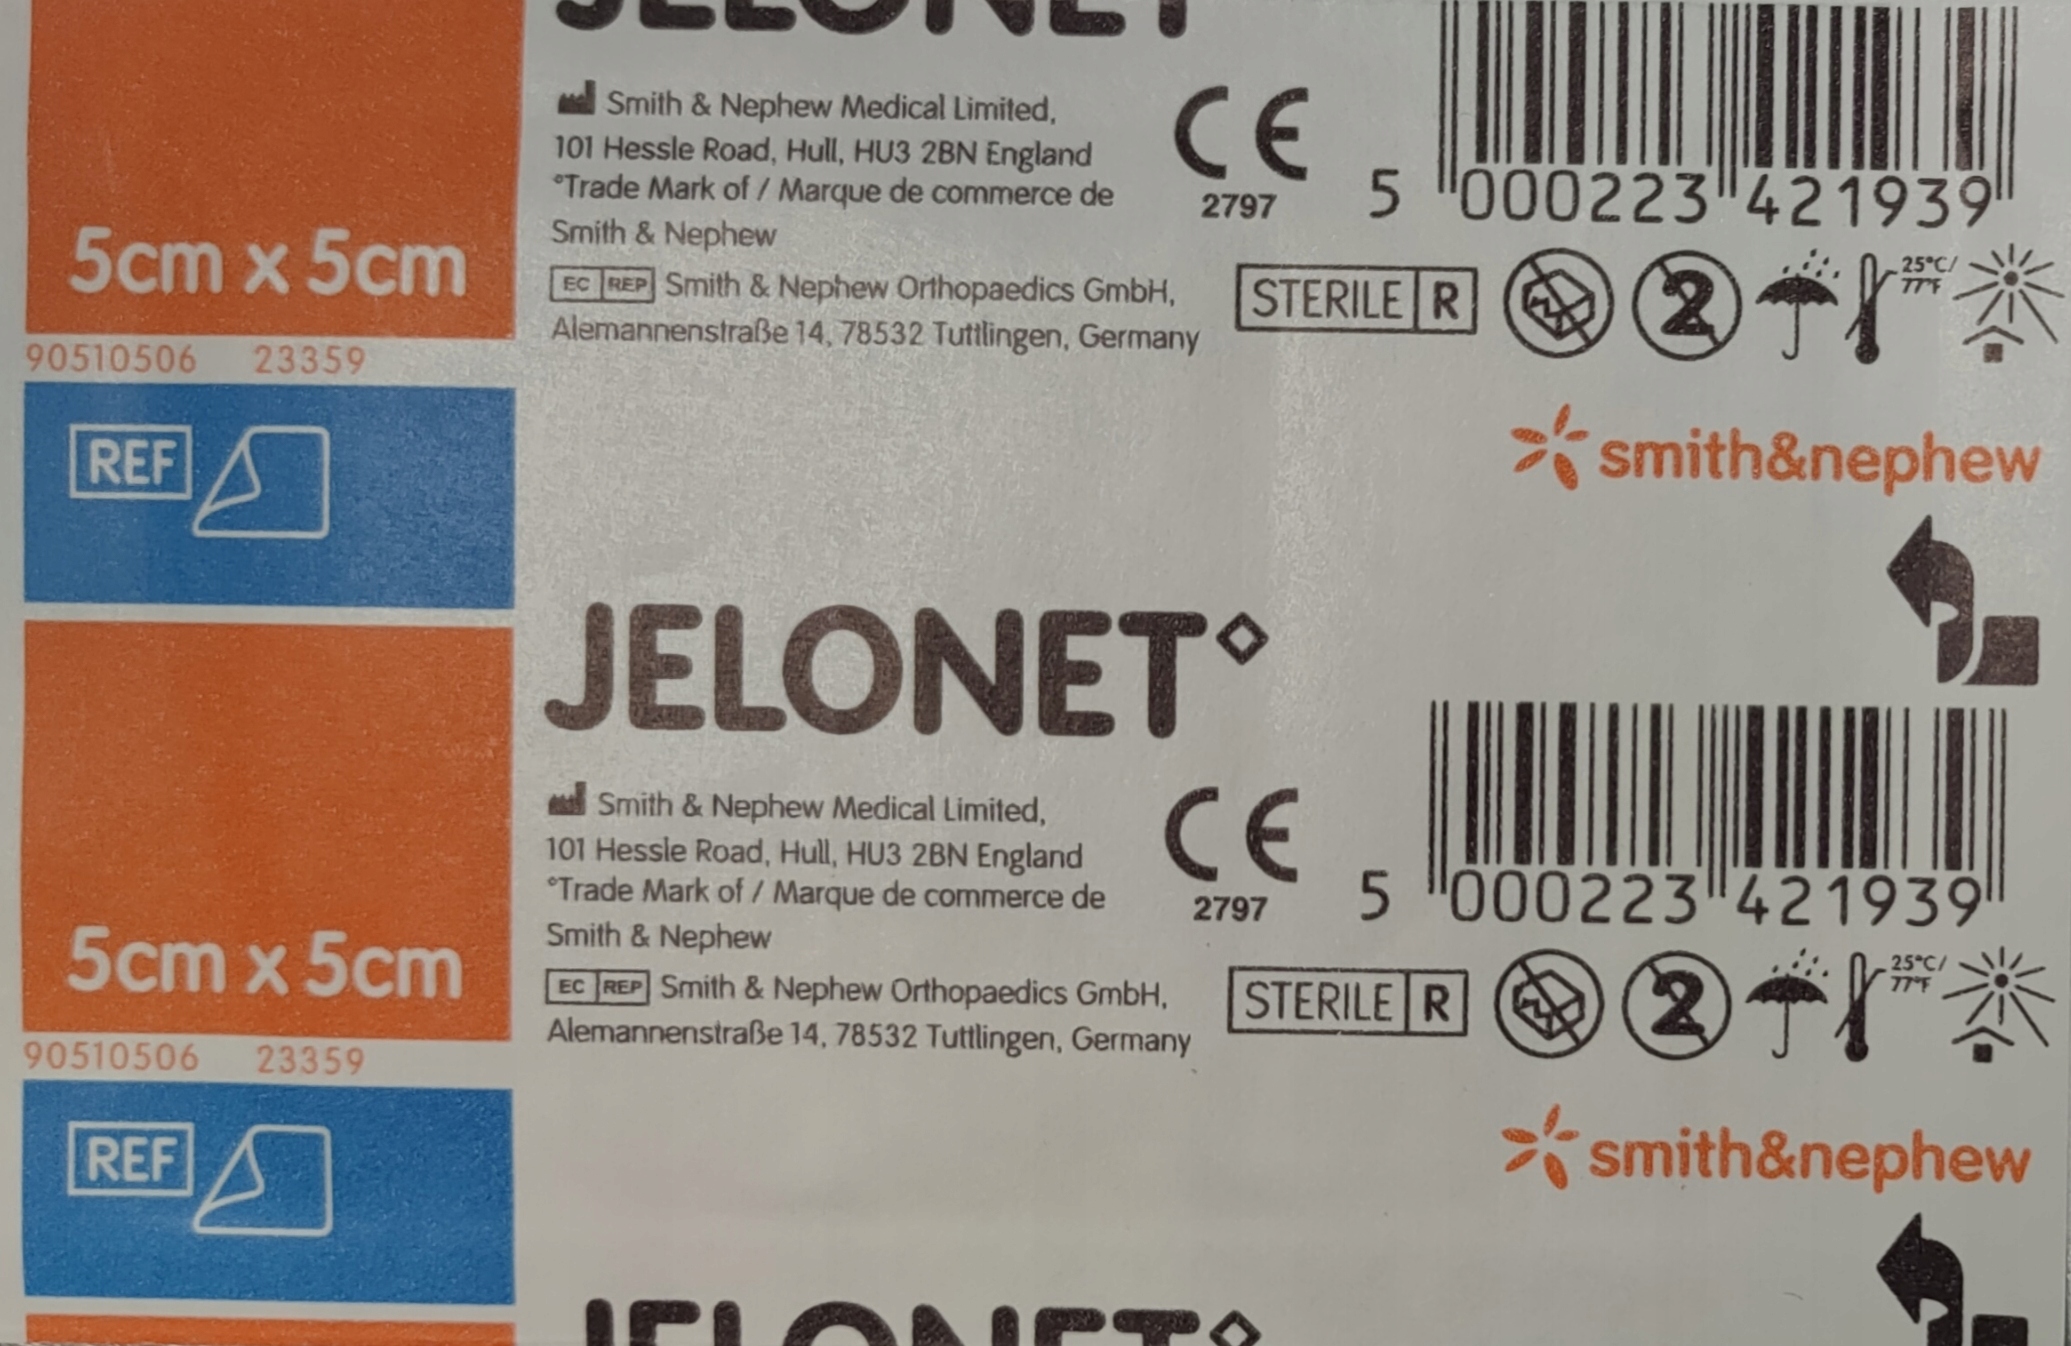 JELONET
Smith & Nephew Medical Limited,
101 Hessle Road, Hull, HU3 2BN England
°Trade Mark of / Marque de commerce de
Smith & Nephew
EC REP Smith & Nephew Orthopaedics GmbH,
Alemannenstraße 14, 78532 Tuttlingen, Germany
CE
2797
5 000223 421939
STERILE R
2
25°C/
77°F
5cm x 5cm
90510506 23359
REF
smith&nephew
JELONET◊
Smith & Nephew Medical Limited,
101 Hessle Road, Hull, HU3 2BN England
°Trade Mark of / Marque de commerce de
Smith & Nephew
EC REP Smith & Nephew Orthopaedics GmbH,
Alemannenstraße 14, 78532 Tuttlingen, Germany
CE
2797
5 000223 421939
STERILE R
2
25°C/
77°F
5cm x 5cm
90510506 23359
REF
smith&nephew
JELONET◊